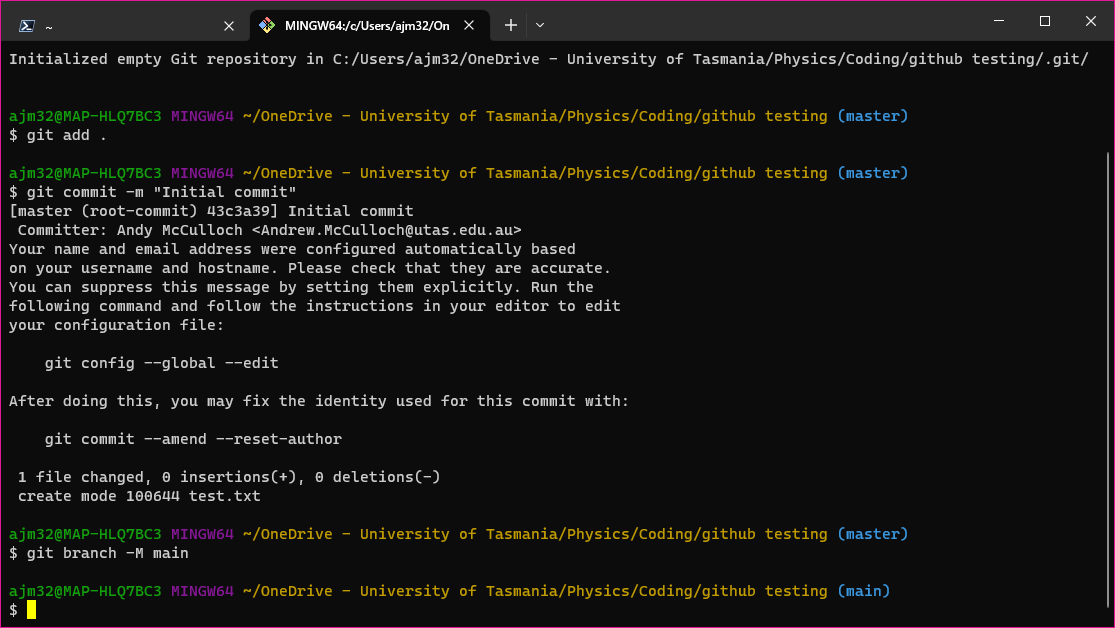 ~
MINGW64:/c/Users/ajm32/On
Initialized empty Git repository in C:/Users/ajm32/OneDrive - University of Tasmania/Physics/Coding/github testing/.git/
ajm32@MAP-HLQ7BC3 MINGW64 ~/OneDrive - University of Tasmania/Physics/Coding/github testing (master)
$ git add .
ajm32@MAP-HLQ7BC3 MINGW64 ~/OneDrive - University of Tasmania/Physics/Coding/github testing (master)
$ git commit -m "Initial commit"
[master (root-commit) 43c3a39] Initial commit
 Committer: Andy McCulloch <Andrew.McCulloch@utas.edu.au>
Your name and email address were configured automatically based
on your username and hostname. Please check that they are accurate.
You can suppress this message by setting them explicitly. Run the
following command and follow the instructions in your editor to edit
your configuration file:
    git config --global --edit
After doing this, you may fix the identity used for this commit with:
    git commit --amend --reset-author
 1 file changed, 0 insertions(+), 0 deletions(-)
 create mode 100644 test.txt
ajm32@MAP-HLQ7BC3 MINGW64 ~/OneDrive - University of Tasmania/Physics/Coding/github testing (master)
$ git branch -M main
ajm32@MAP-HLQ7BC3 MINGW64 ~/OneDrive - University of Tasmania/Physics/Coding/github testing (main)
$